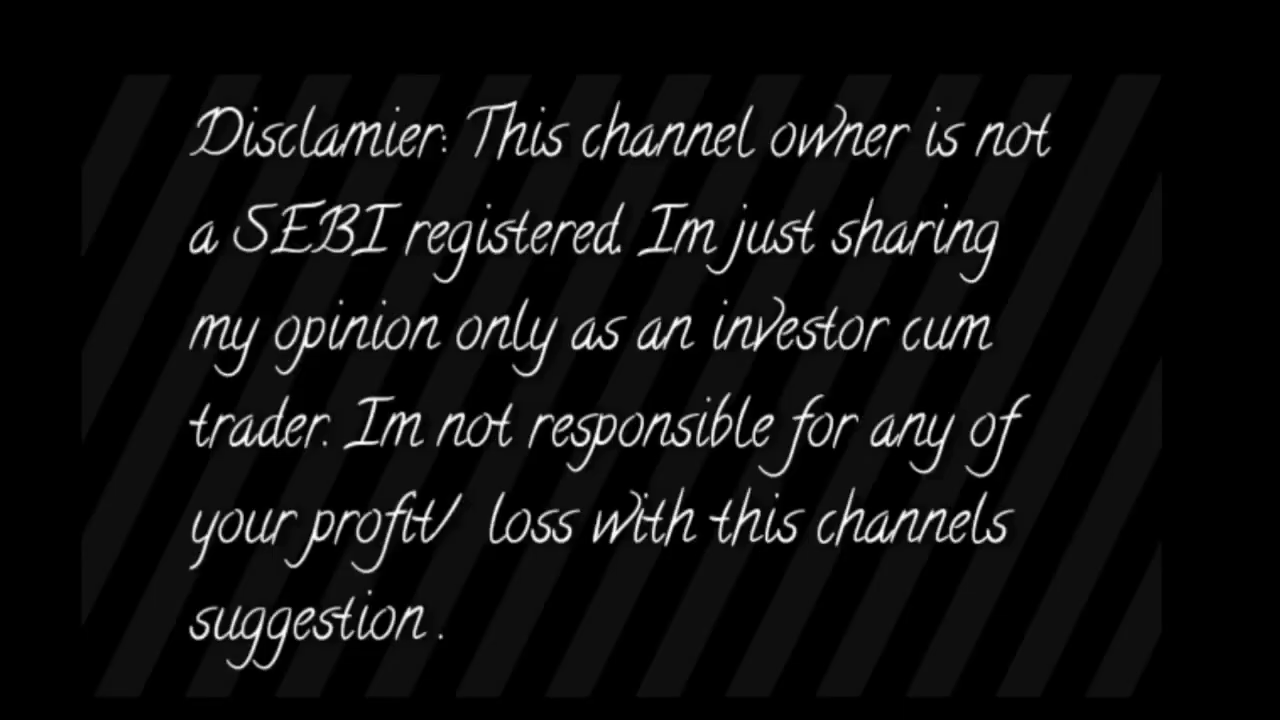 Disclamier: This channel owner is not
a SEBI registered. Im just sharing
my opinion only as an investor cum
trader. Im not responsible for any of
your profit/ loss with this channels
suggestion .